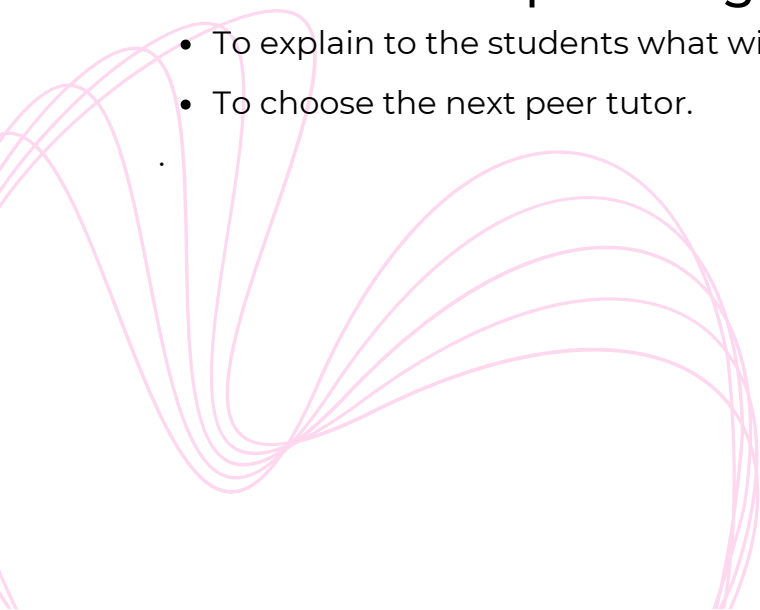 To explain to the students what wi
To choose the next peer tutor.
.